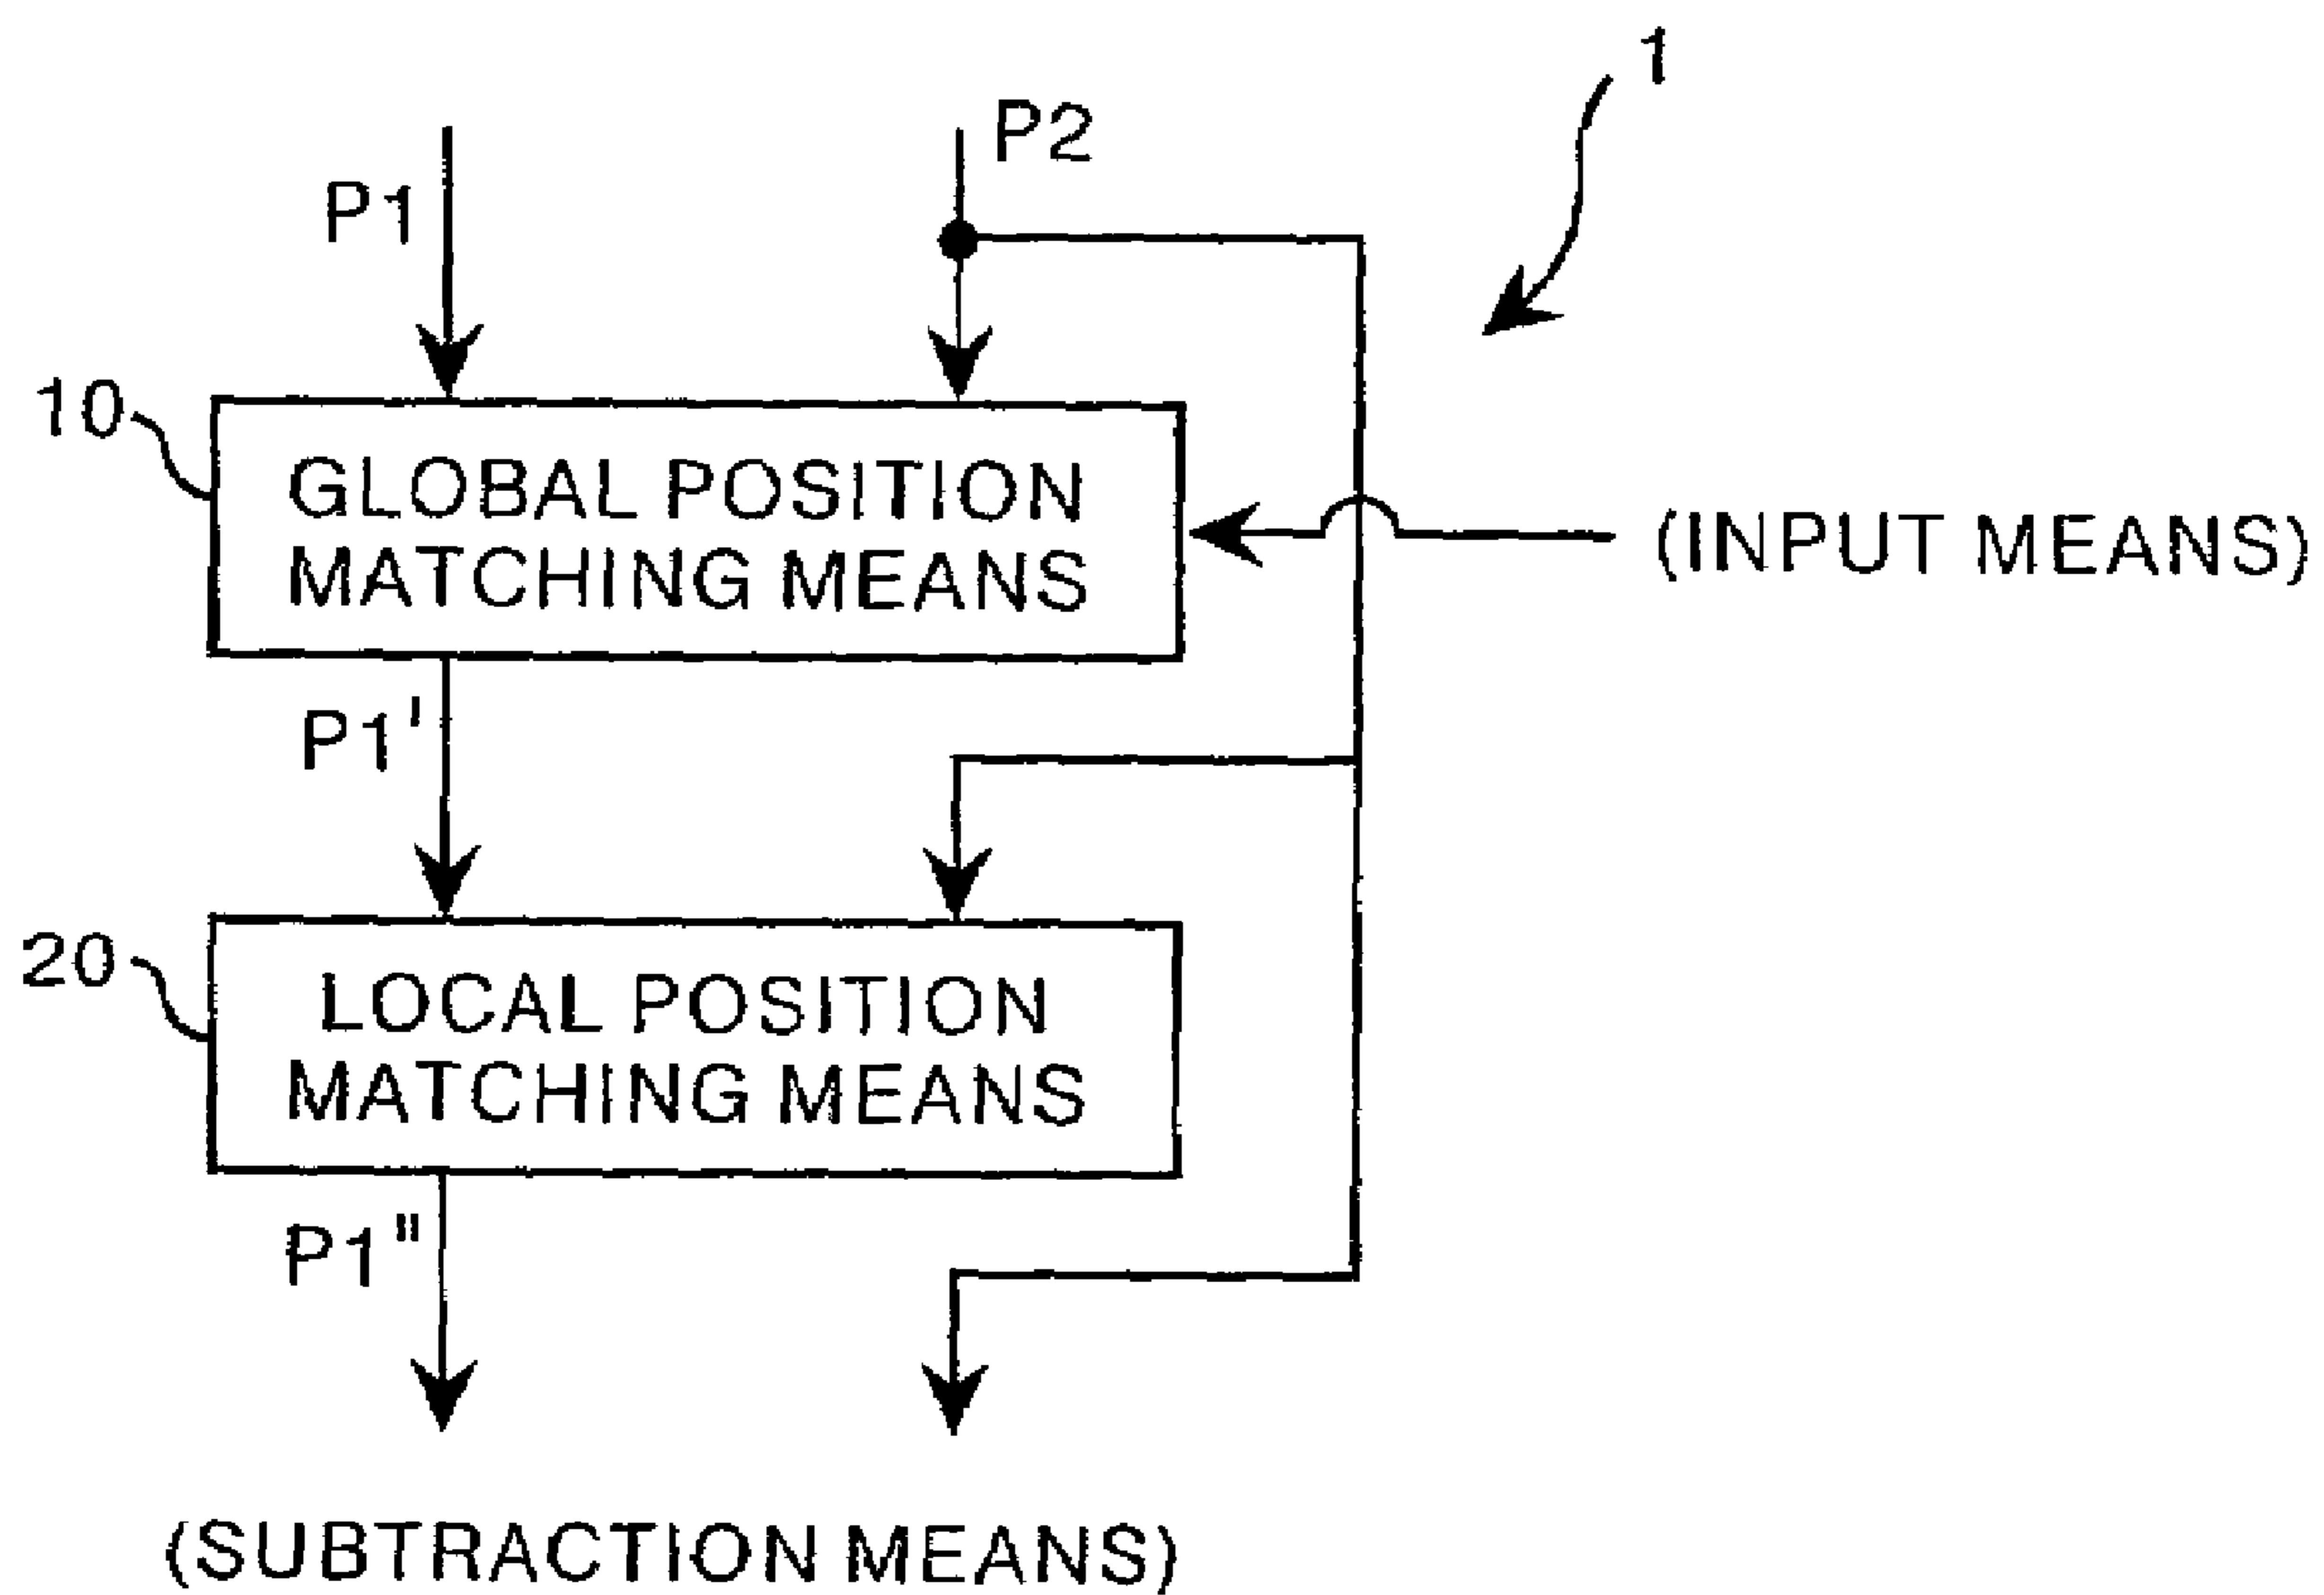 1
P2
P1
10
GLOBAL POSITION
MATCHING MEANS
(INPUT MEANS)
P1'
20
LOCAL POSITION
MATCHING MEANS
P1"
(SUBTRACTION MEANS)